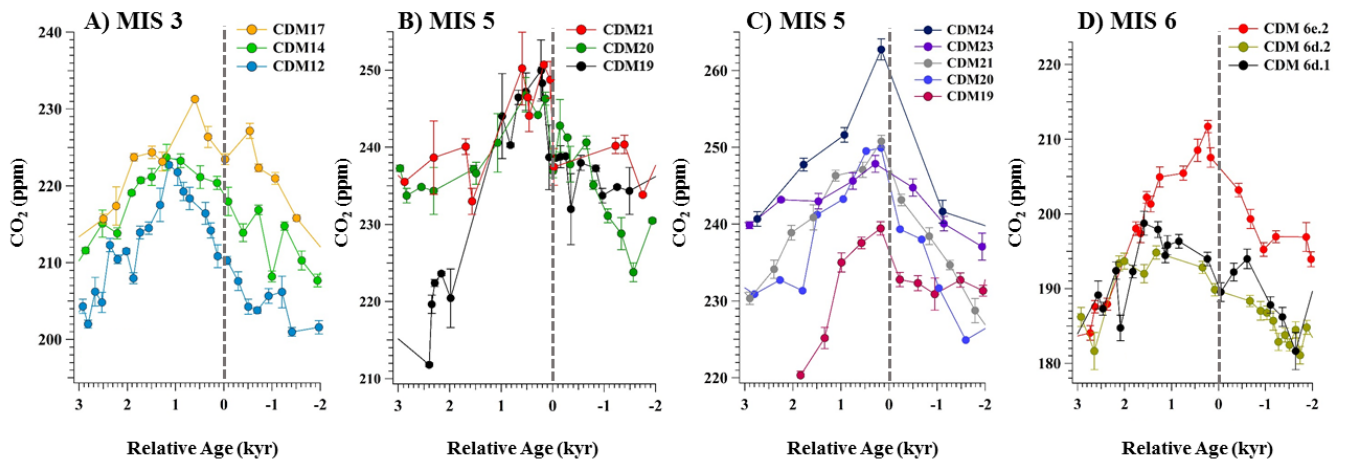 A) MIS 3
CDM17
CDM14
CDM12
CO₂ (ppm)
240
230
220
210
200
3 2 1 0 -1 -2
Relative Age (kyr)
B) MIS 5
CDM21
CDM20
CDM19
CO₂ (ppm)
250
240
230
220
210
3 2 1 0 -1 -2
Relative Age (kyr)
C) MIS 5
CDM24
CDM23
CDM21
CDM20
CDM19
CO₂ (ppm)
260
250
240
230
220
3 2 1 0 -1 -2
Relative Age (kyr)
D) MIS 6
CDM 6e.2
CDM 6d.2
CDM 6d.1
CO₂ (ppm)
220
210
200
190
180
3 2 1 0 -1 -2
Relative Age (kyr)